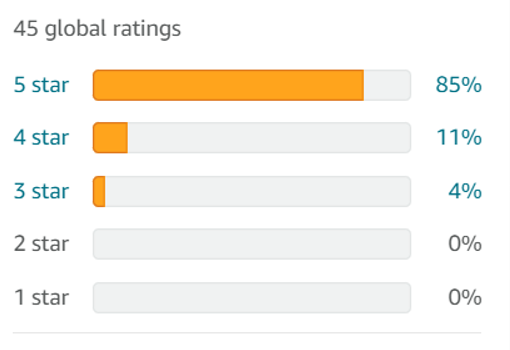 45 global ratings
5 star 85%
4 star 11%
3 star 4%
2 star 0%
1 star 0%